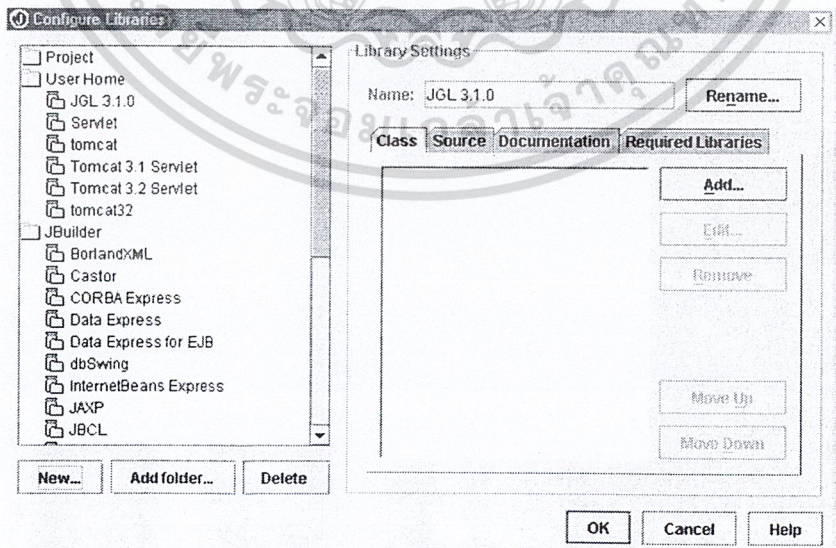 Configure Libraries
Project
User Home
JGL 3.1.0
Servlet
tomcat
Tomcat 3.1 Servlet
Tomcat 3.2 Servlet
tomcat32
JBuilder
BorlandXML
Castor
CORBA Express
Data Express
Data Express for EJB
dbSwing
InternetBeans Express
JAXP
JBCL
New...
Add folder...
Delete
Library Settings
Name: JGL 3.1.0
Rename...
Class Source Documentation Required Libraries
Add...
Edit...
Remove
Move Up
Move Down
OK
Cancel
Help